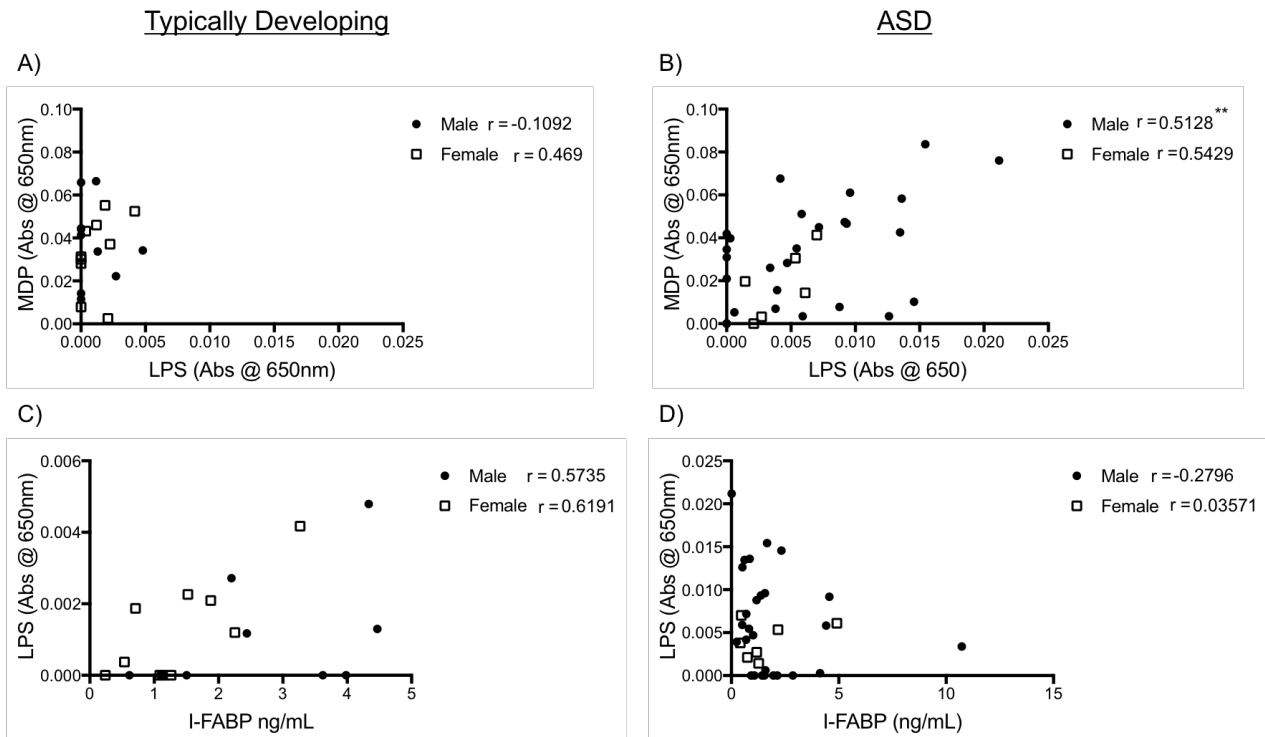 Typically Developing
ASD
A)
MDP (Abs @ 650nm)
0.10
0.08
0.06
0.04
0.02
0.00
0.000 0.005 0.010 0.015 0.020 0.025
LPS (Abs @ 650nm)
Male r = -0.1092
Female r = 0.469
B)
MDP (Abs @ 650nm)
0.10
0.08
0.06
0.04
0.02
0.00
0.000 0.005 0.010 0.015 0.020 0.025
LPS (Abs @ 650)
Male r = 0.5128**
Female r = 0.5429
C)
LPS (Abs @ 650nm)
0.006
0.004
0.002
0.000
0 1 2 3 4 5
I-FABP ng/mL
Male r = 0.5735
Female r = 0.6191
D)
LPS (Abs @ 650nm)
0.025
0.020
0.015
0.010
0.005
0.000
0 5 10 15
I-FABP (ng/mL)
Male r = -0.2796
Female r = 0.03571